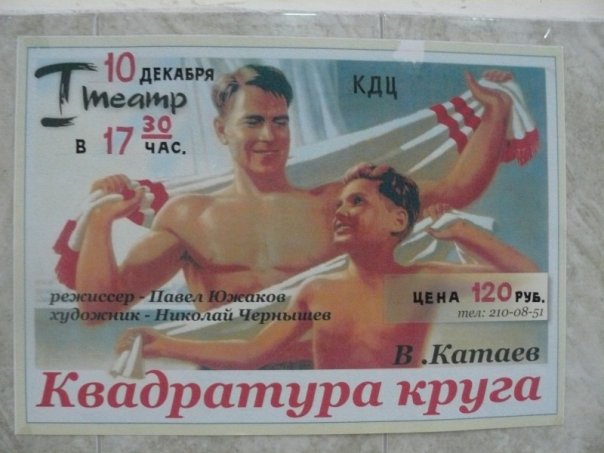 10 ДЕКАБРЯ
КДЦ
театр
В 17 30 ЧАС.
режиссер - Павел Южаков
художник - Николай Чернышев
ЦЕНА 120 РУБ.
тел: 210-08-51
В .Катаев
Квадратура круга